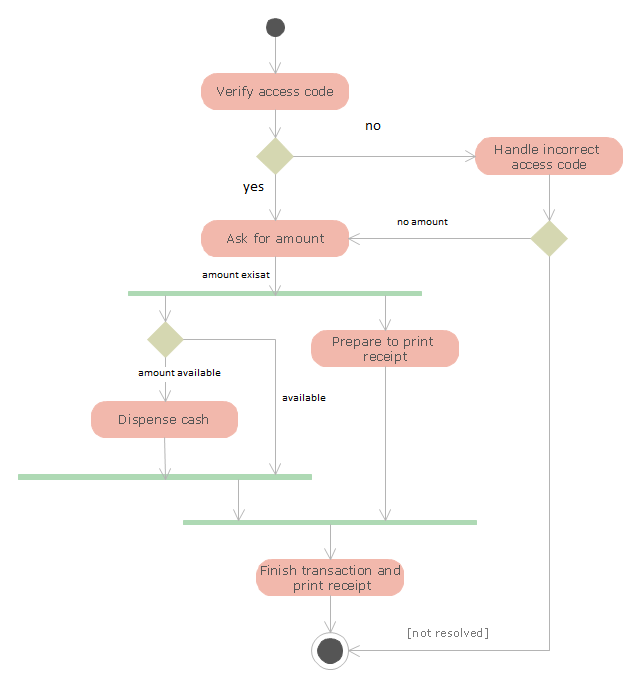 Verify access code
no
Handle incorrect
access code
yes
no amount
Ask for amount
amount exisat
Prepare to print
receipt
amount available
available
Dispense cash
Finish transaction and
print receipt
[not resolved]